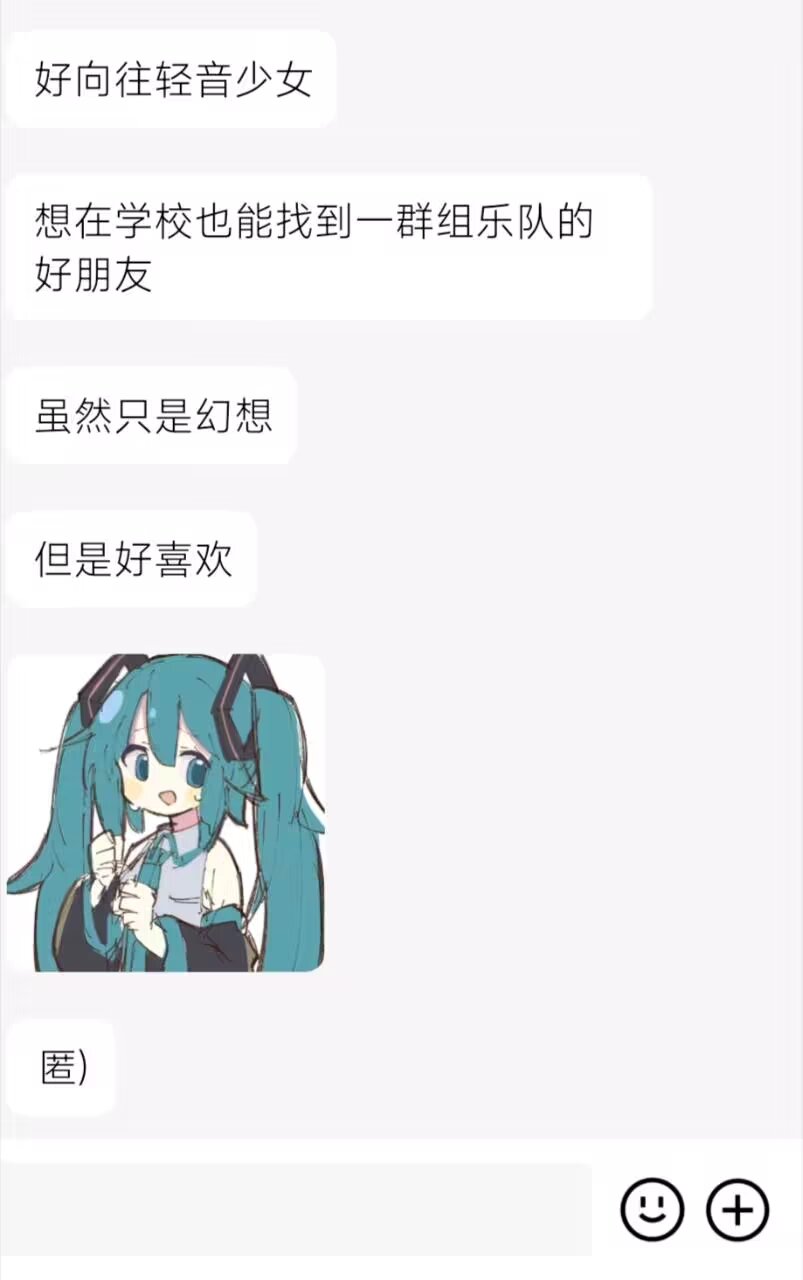 好向往轻音少女
想在学校也能找到一群组乐队的
好朋友
虽然只是幻想
但是好喜欢
匿)